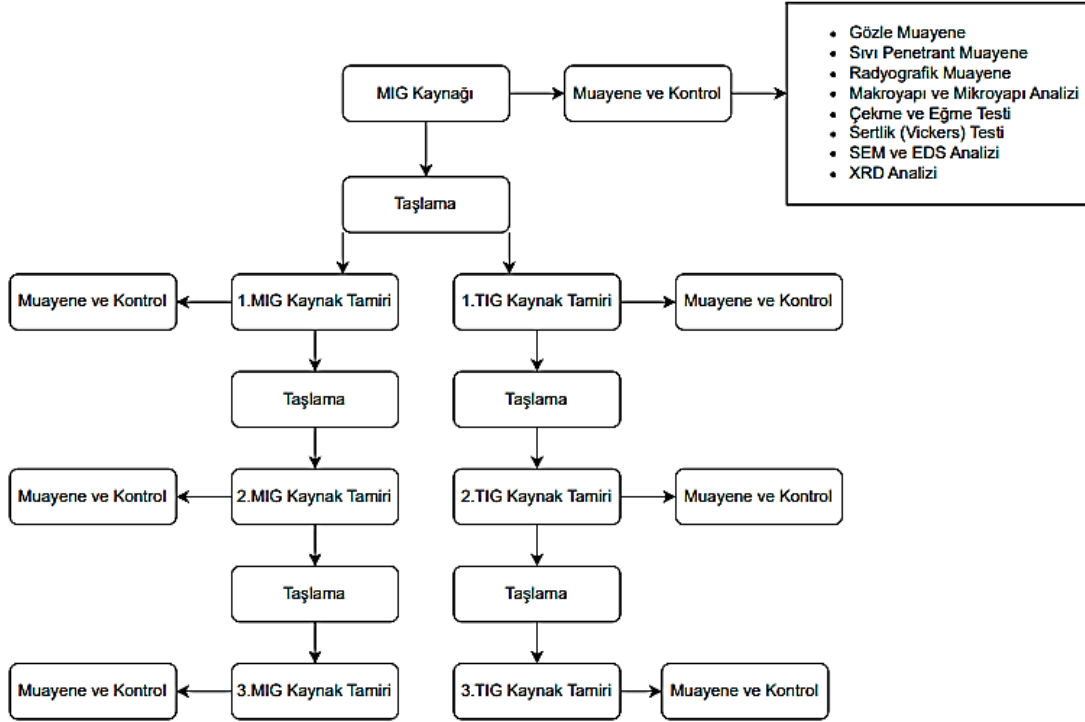 MIG Kaynağı
Muayene ve Kontrol
• Gözle Muayene
• Sıvı Penetrant Muayene
• Radyografik Muayene
• Makroyapı ve Mikroyapı Analizi
• Çekme ve Eğme Testi
• Sertlik (Vickers) Testi
• SEM ve EDS Analizi
• XRD Analizi
Taşlama
Muayene ve Kontrol
1.MIG Kaynak Tamiri
1.TIG Kaynak Tamiri
Muayene ve Kontrol
Taşlama
Taşlama
Muayene ve Kontrol
2.MIG Kaynak Tamiri
2.TIG Kaynak Tamiri
Muayene ve Kontrol
Taşlama
Taşlama
Muayene ve Kontrol
3.MIG Kaynak Tamiri
3.TIG Kaynak Tamiri
Muayene ve Kontrol